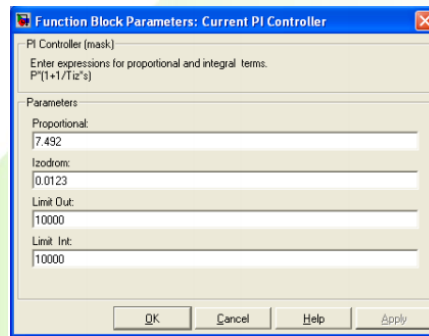 Function Block Parameters: Current PI Controller
PI Controller (mask)
Enter expressions for proportional and integral terms.
P*(1+1/Tiz*s)
Parameters
Proportional:
7.492
Izodrom:
0.0123
Limit Out:
10000
Limit Int:
10000
OK Cancel Help Apply